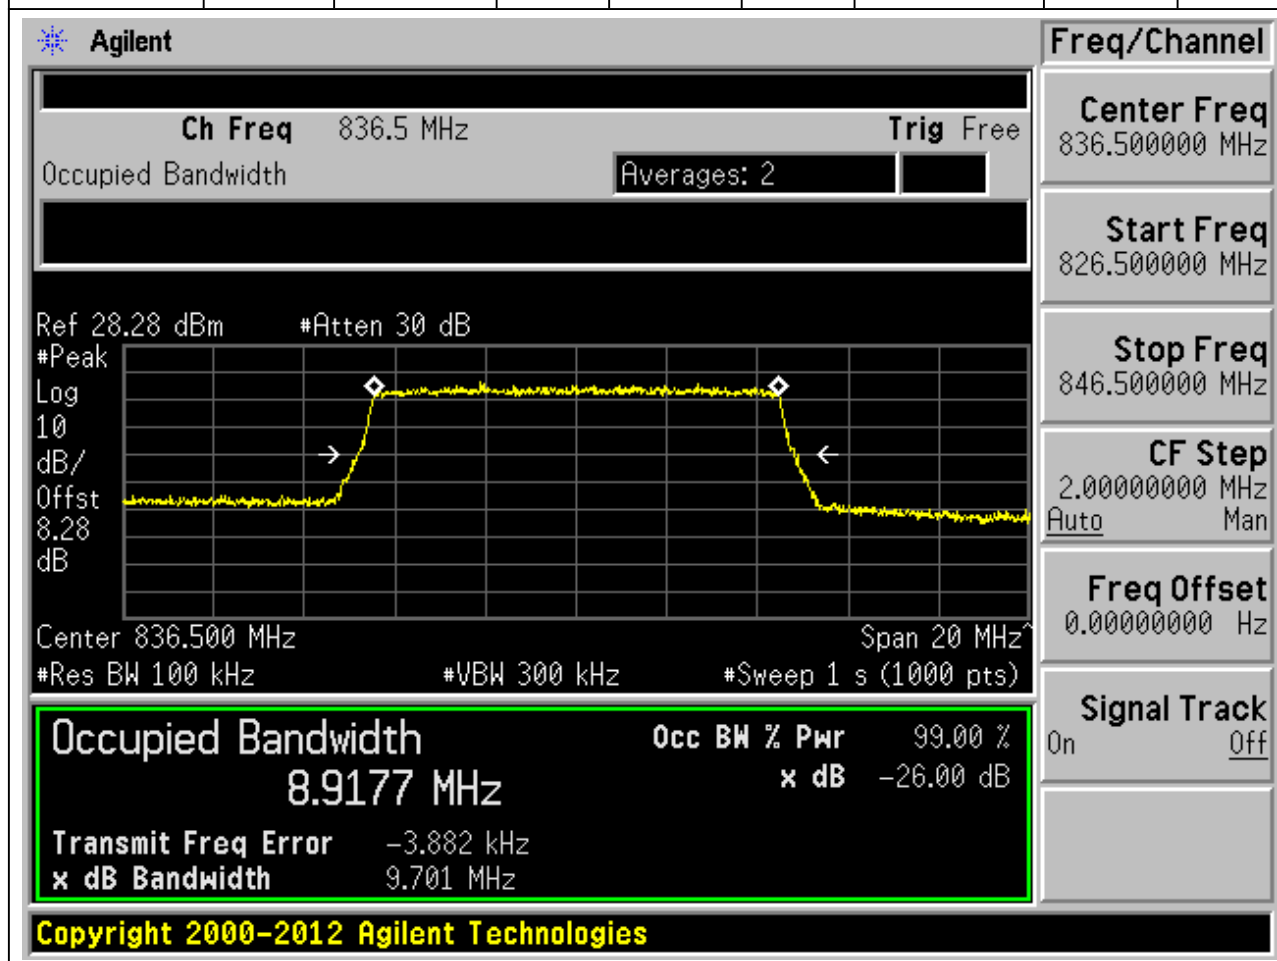 Agilent
Freq/Channel
Ch Freq 836.5 MHz Trig Free
Occupied Bandwidth Averages: 2
Center Freq
836.500000 MHz
Start Freq
826.500000 MHz
Stop Freq
846.500000 MHz
CF Step
2.00000000 MHz
Auto Man
Freq Offset
0.00000000 Hz
Signal Track
On Off
Ref 28.28 dBm #Atten 30 dB
#Peak
Log
10
dB/
Offst
8.28
dB
Center 836.500 MHz Span 20 MHz^
#Res BW 100 kHz #VBW 300 kHz #Sweep 1 s (1000 pts)
Occupied Bandwidth Occ BW % Pwr 99.00 %
8.9177 MHz x dB -26.00 dB
Transmit Freq Error -3.882 kHz
x dB Bandwidth 9.701 MHz
Copyright 2000-2012 Agilent Technologies